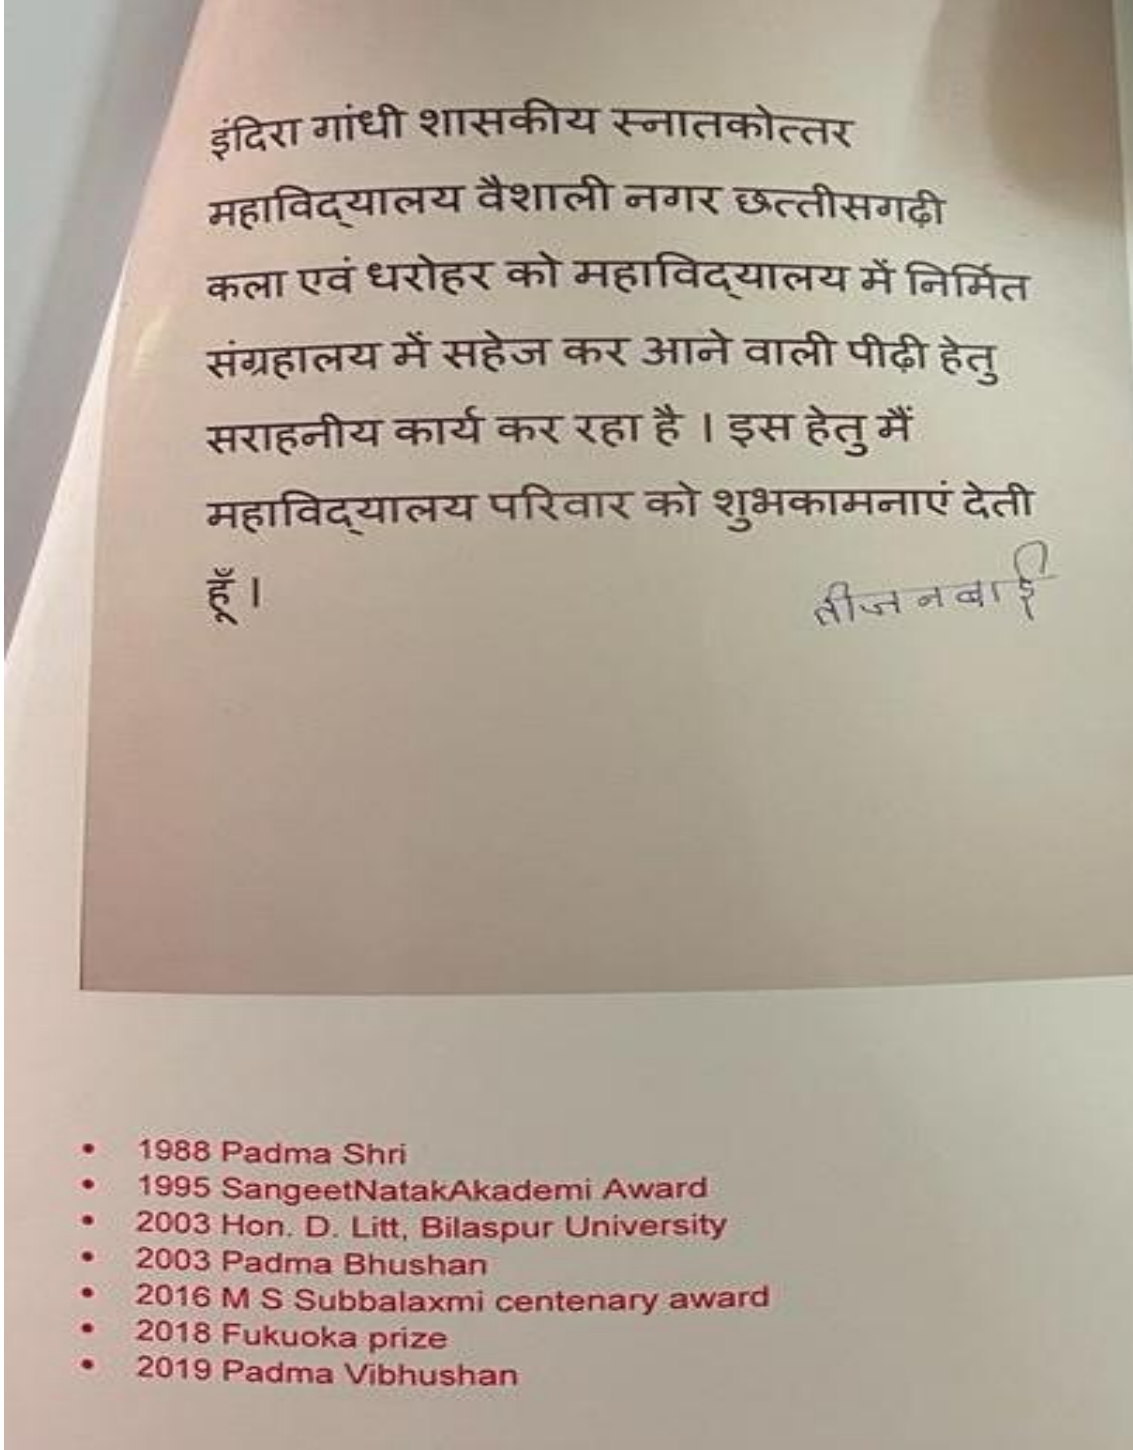 इंदिरा गांधी शासकीय स्नातकोत्तर
महाविद्‌यालय वैशाली नगर छत्तीसगढ़ी
कला एवं धरोहर को महाविद्‌यालय में निर्मित
संग्रहालय में सहेज कर आने वाली पीढ़ी हेतु
सराहनीय कार्य कर रहा है । इस हेतु मैं
महाविद्‌यालय परिवार को शुभकामनाएं देती
हूँ ।
तीजनबाई
• 1988 Padma Shri
• 1995 SangeetNatakAkademi Award
• 2003 Hon. D. Litt, Bilaspur University
• 2003 Padma Bhushan
• 2016 M S Subbalaxmi centenary award
• 2018 Fukuoka prize
• 2019 Padma Vibhushan